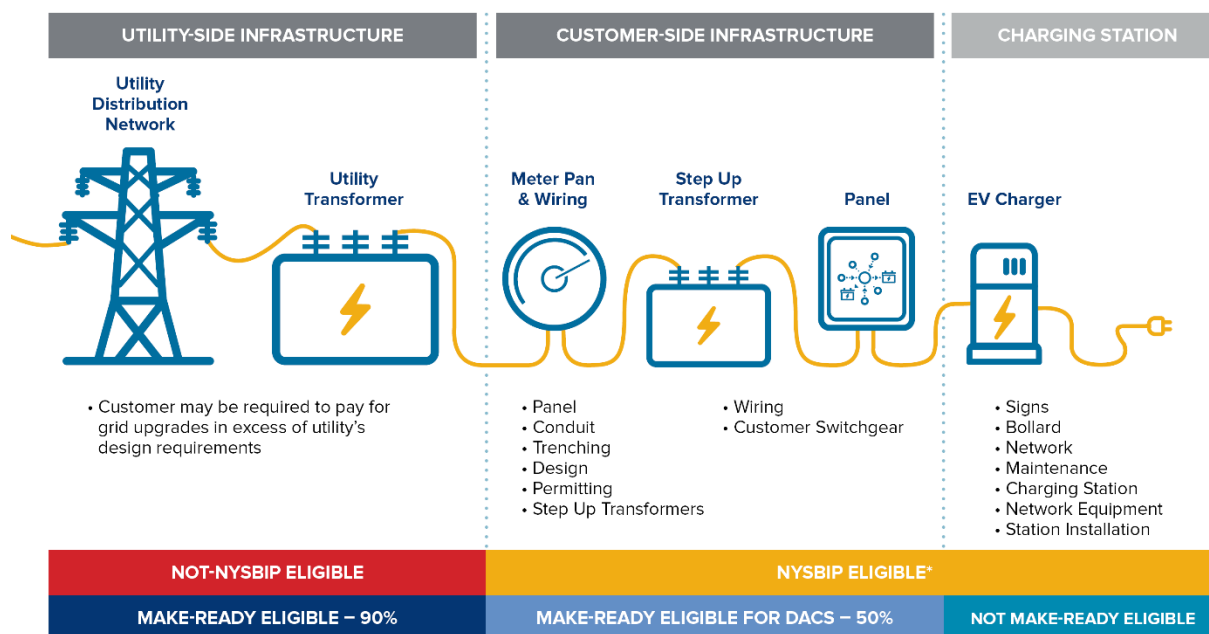 UTILITY-SIDE INFRASTRUCTURE
CUSTOMER-SIDE INFRASTRUCTURE
CHARGING STATION
Utility
Distribution
Network
Utility
Transformer
Meter Pan
& Wiring
Step Up
Transformer
Panel
EV Charger
• Customer may be required to pay for
grid upgrades in excess of utility's
design requirements
• Panel
• Conduit
• Trenching
• Design
• Permitting
• Step Up Transformers
• Wiring
• Customer Switchgear
• Signs
• Bollard
• Network
• Maintenance
• Charging Station
• Network Equipment
• Station Installation
NOT-NYSBIP ELIGIBLE
NYSBIP ELIGIBLE*
MAKE-READY ELIGIBLE – 90%
MAKE-READY ELIGIBLE FOR DACS – 50%
NOT MAKE-READY ELIGIBLE